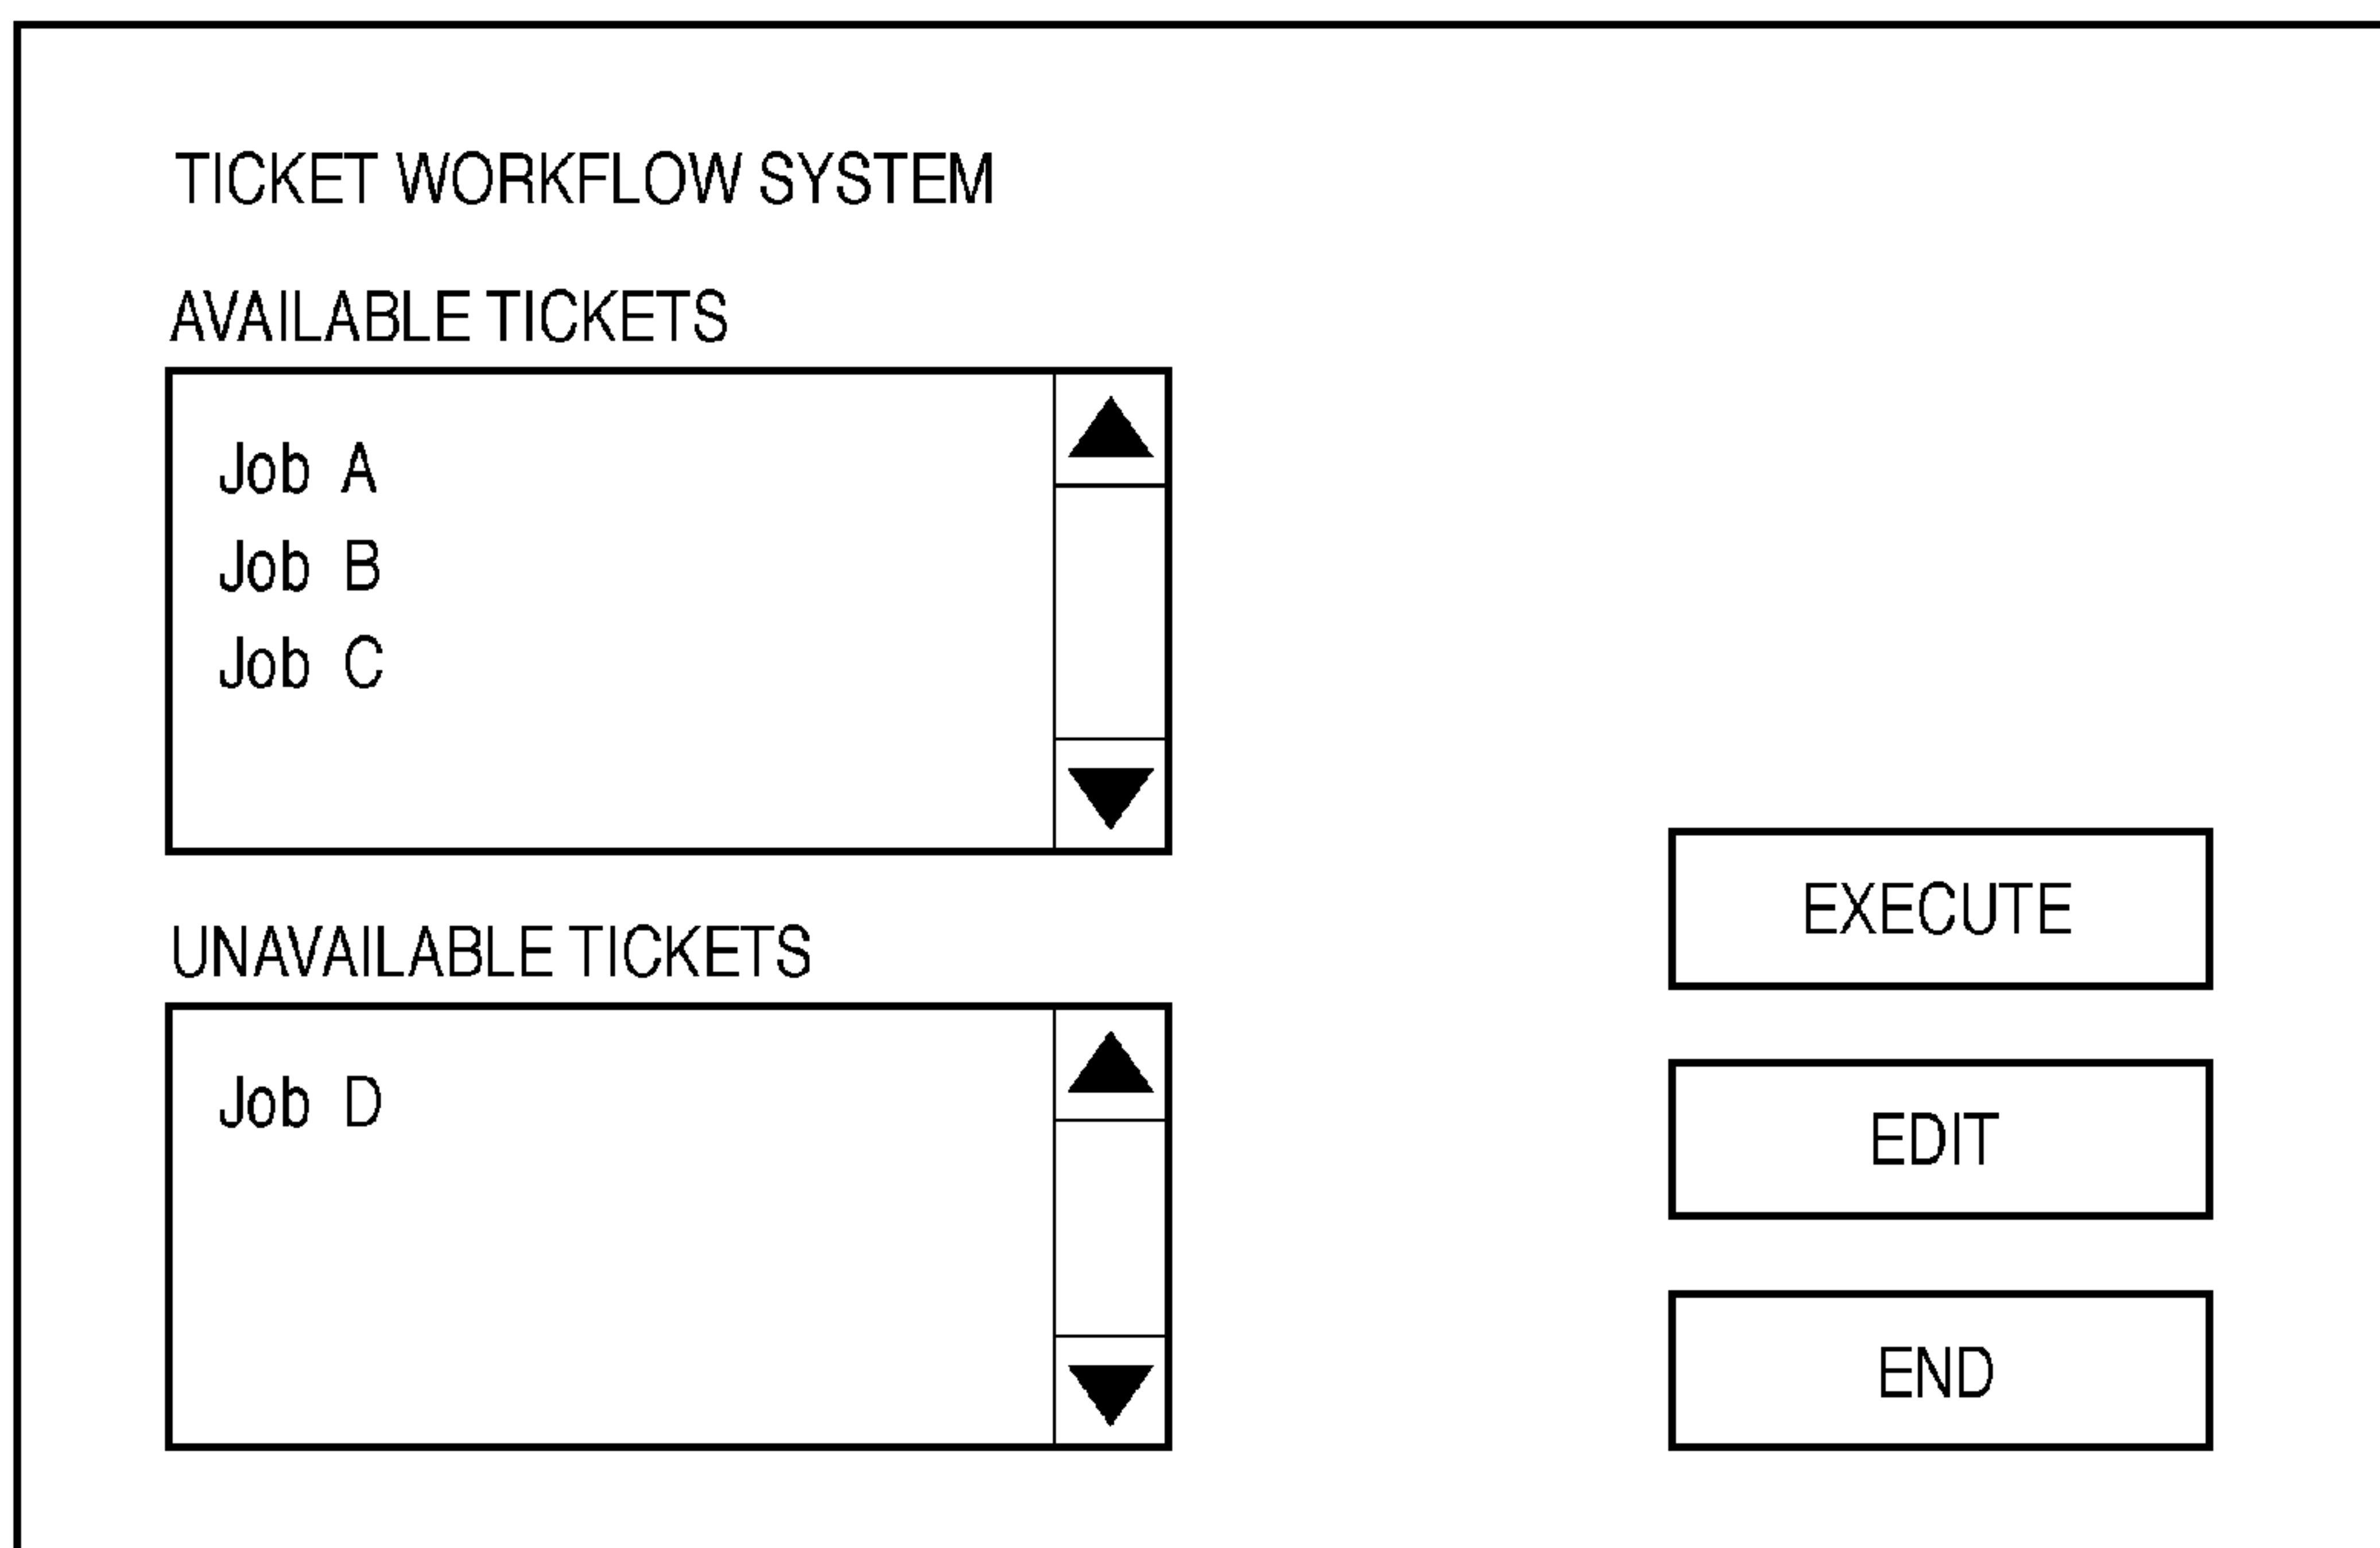 TICKET WORKFLOW SYSTEM
AVAILABLE TICKETS
Job A
Job B
Job C
UNAVAILABLE TICKETS
Job D
EXECUTE
EDIT
END